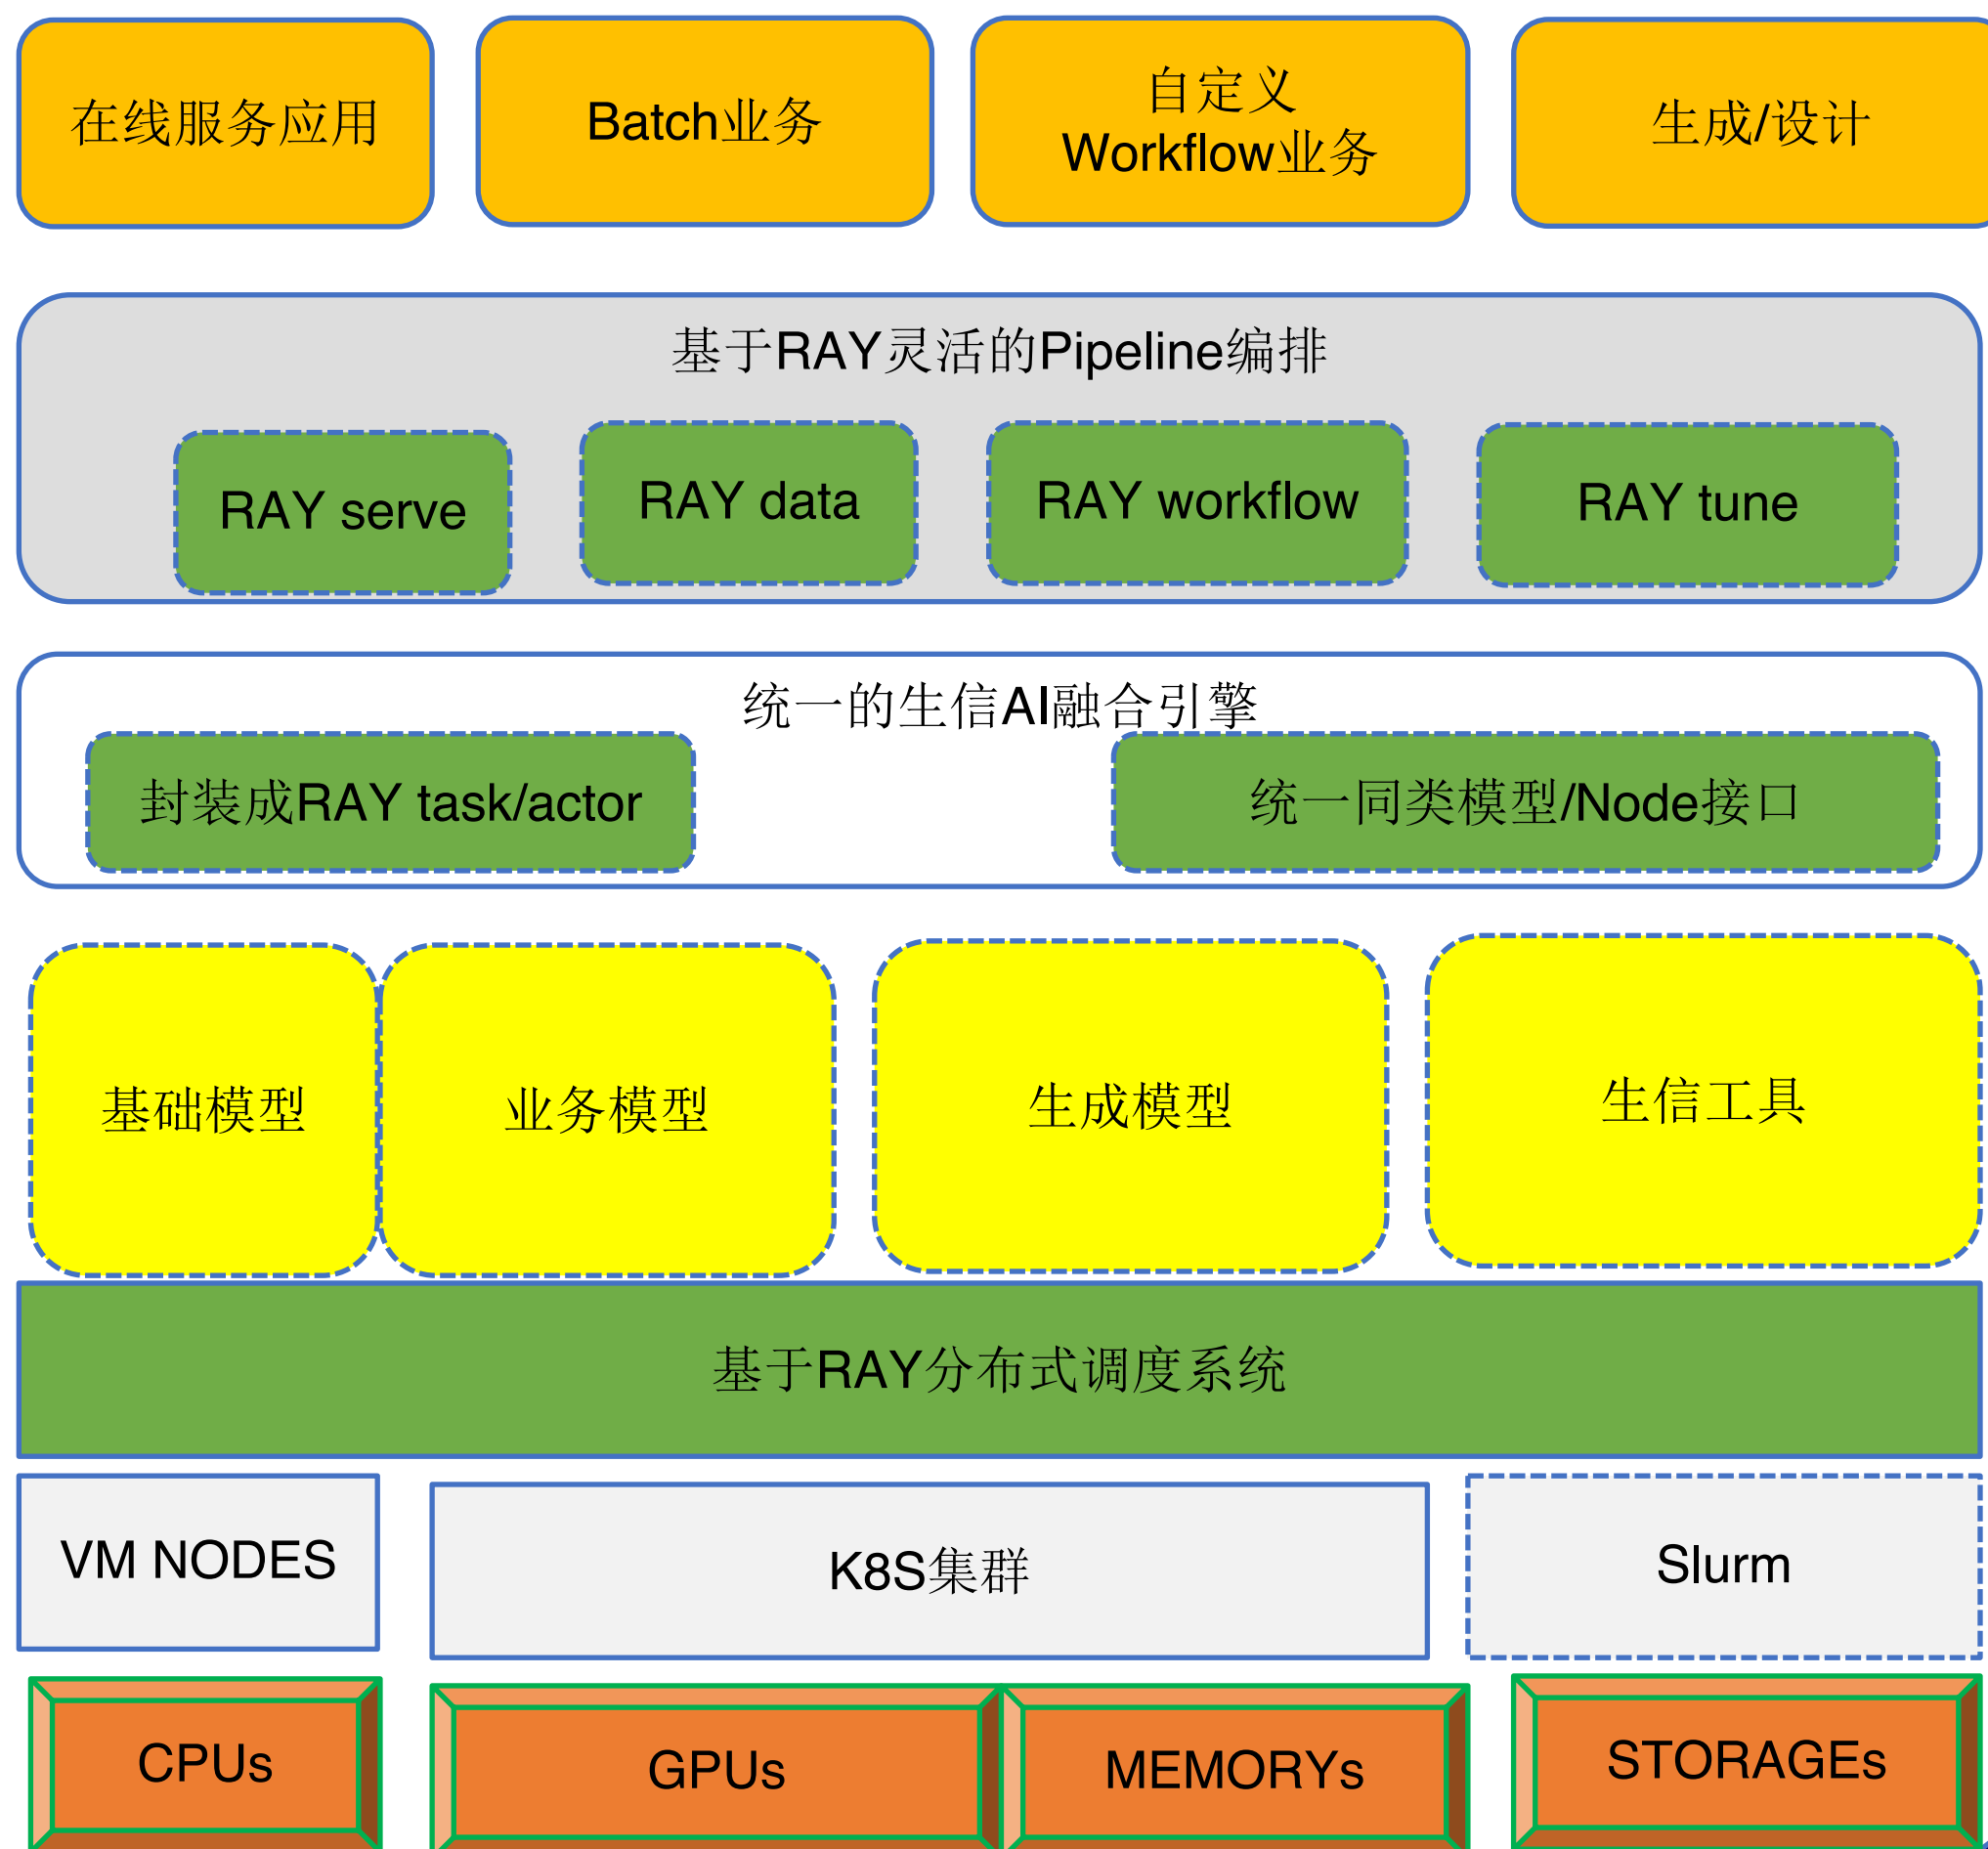 在线服务应用
Batch业务
自定义
Workflow业务
生成/设计
基于RAY灵活的Pipeline编排
RAY serve
RAY data
RAY workflow
RAY tune
统一的生信AI融合引擎
封装成RAY task/actor
统一同类模型/Node接口
基础模型
业务模型
生成模型
生信工具
基于RAY分布式调度系统
VM NODES
K8S集群
Slurm
CPUs
GPUs
MEMORYs
STORAGEs